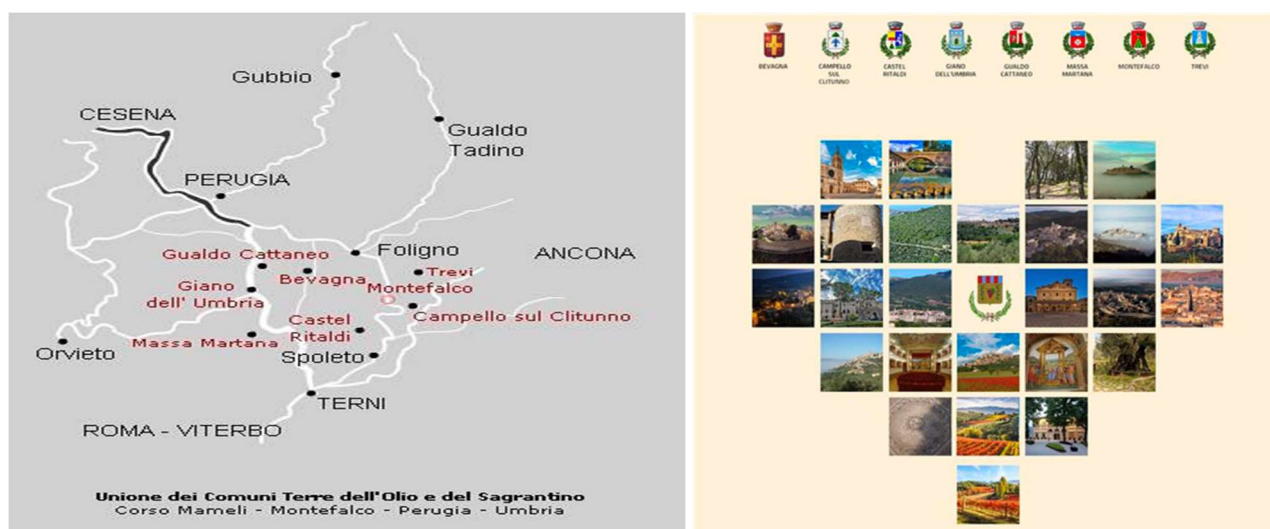 Gubbio
CESENA
Gualdo
Tadino
PERUGIA
Foligno
ANCONA
Gualdo Cattaneo
Bevagna
Trevi
Montefalco
Giano
dell' Umbria
Campello sul Clitunno
Castel
Ritaldi
Massa Martana
Orvieto
Spoleto
TERNI
ROMA - VITERBO
Unione dei Comuni Terre dell'Olio e del Sagrantino
Corso Mameli - Montefalco - Perugia - Umbria
BEVAGNA
CAMPELLO
SUL
CLITUNNO
CASTEL
RITALDI
GIANO
DELL'UMBRIA
GUALDO
CATTANEO
MASSA
MARTANA
MONTEFALCO
TREVI